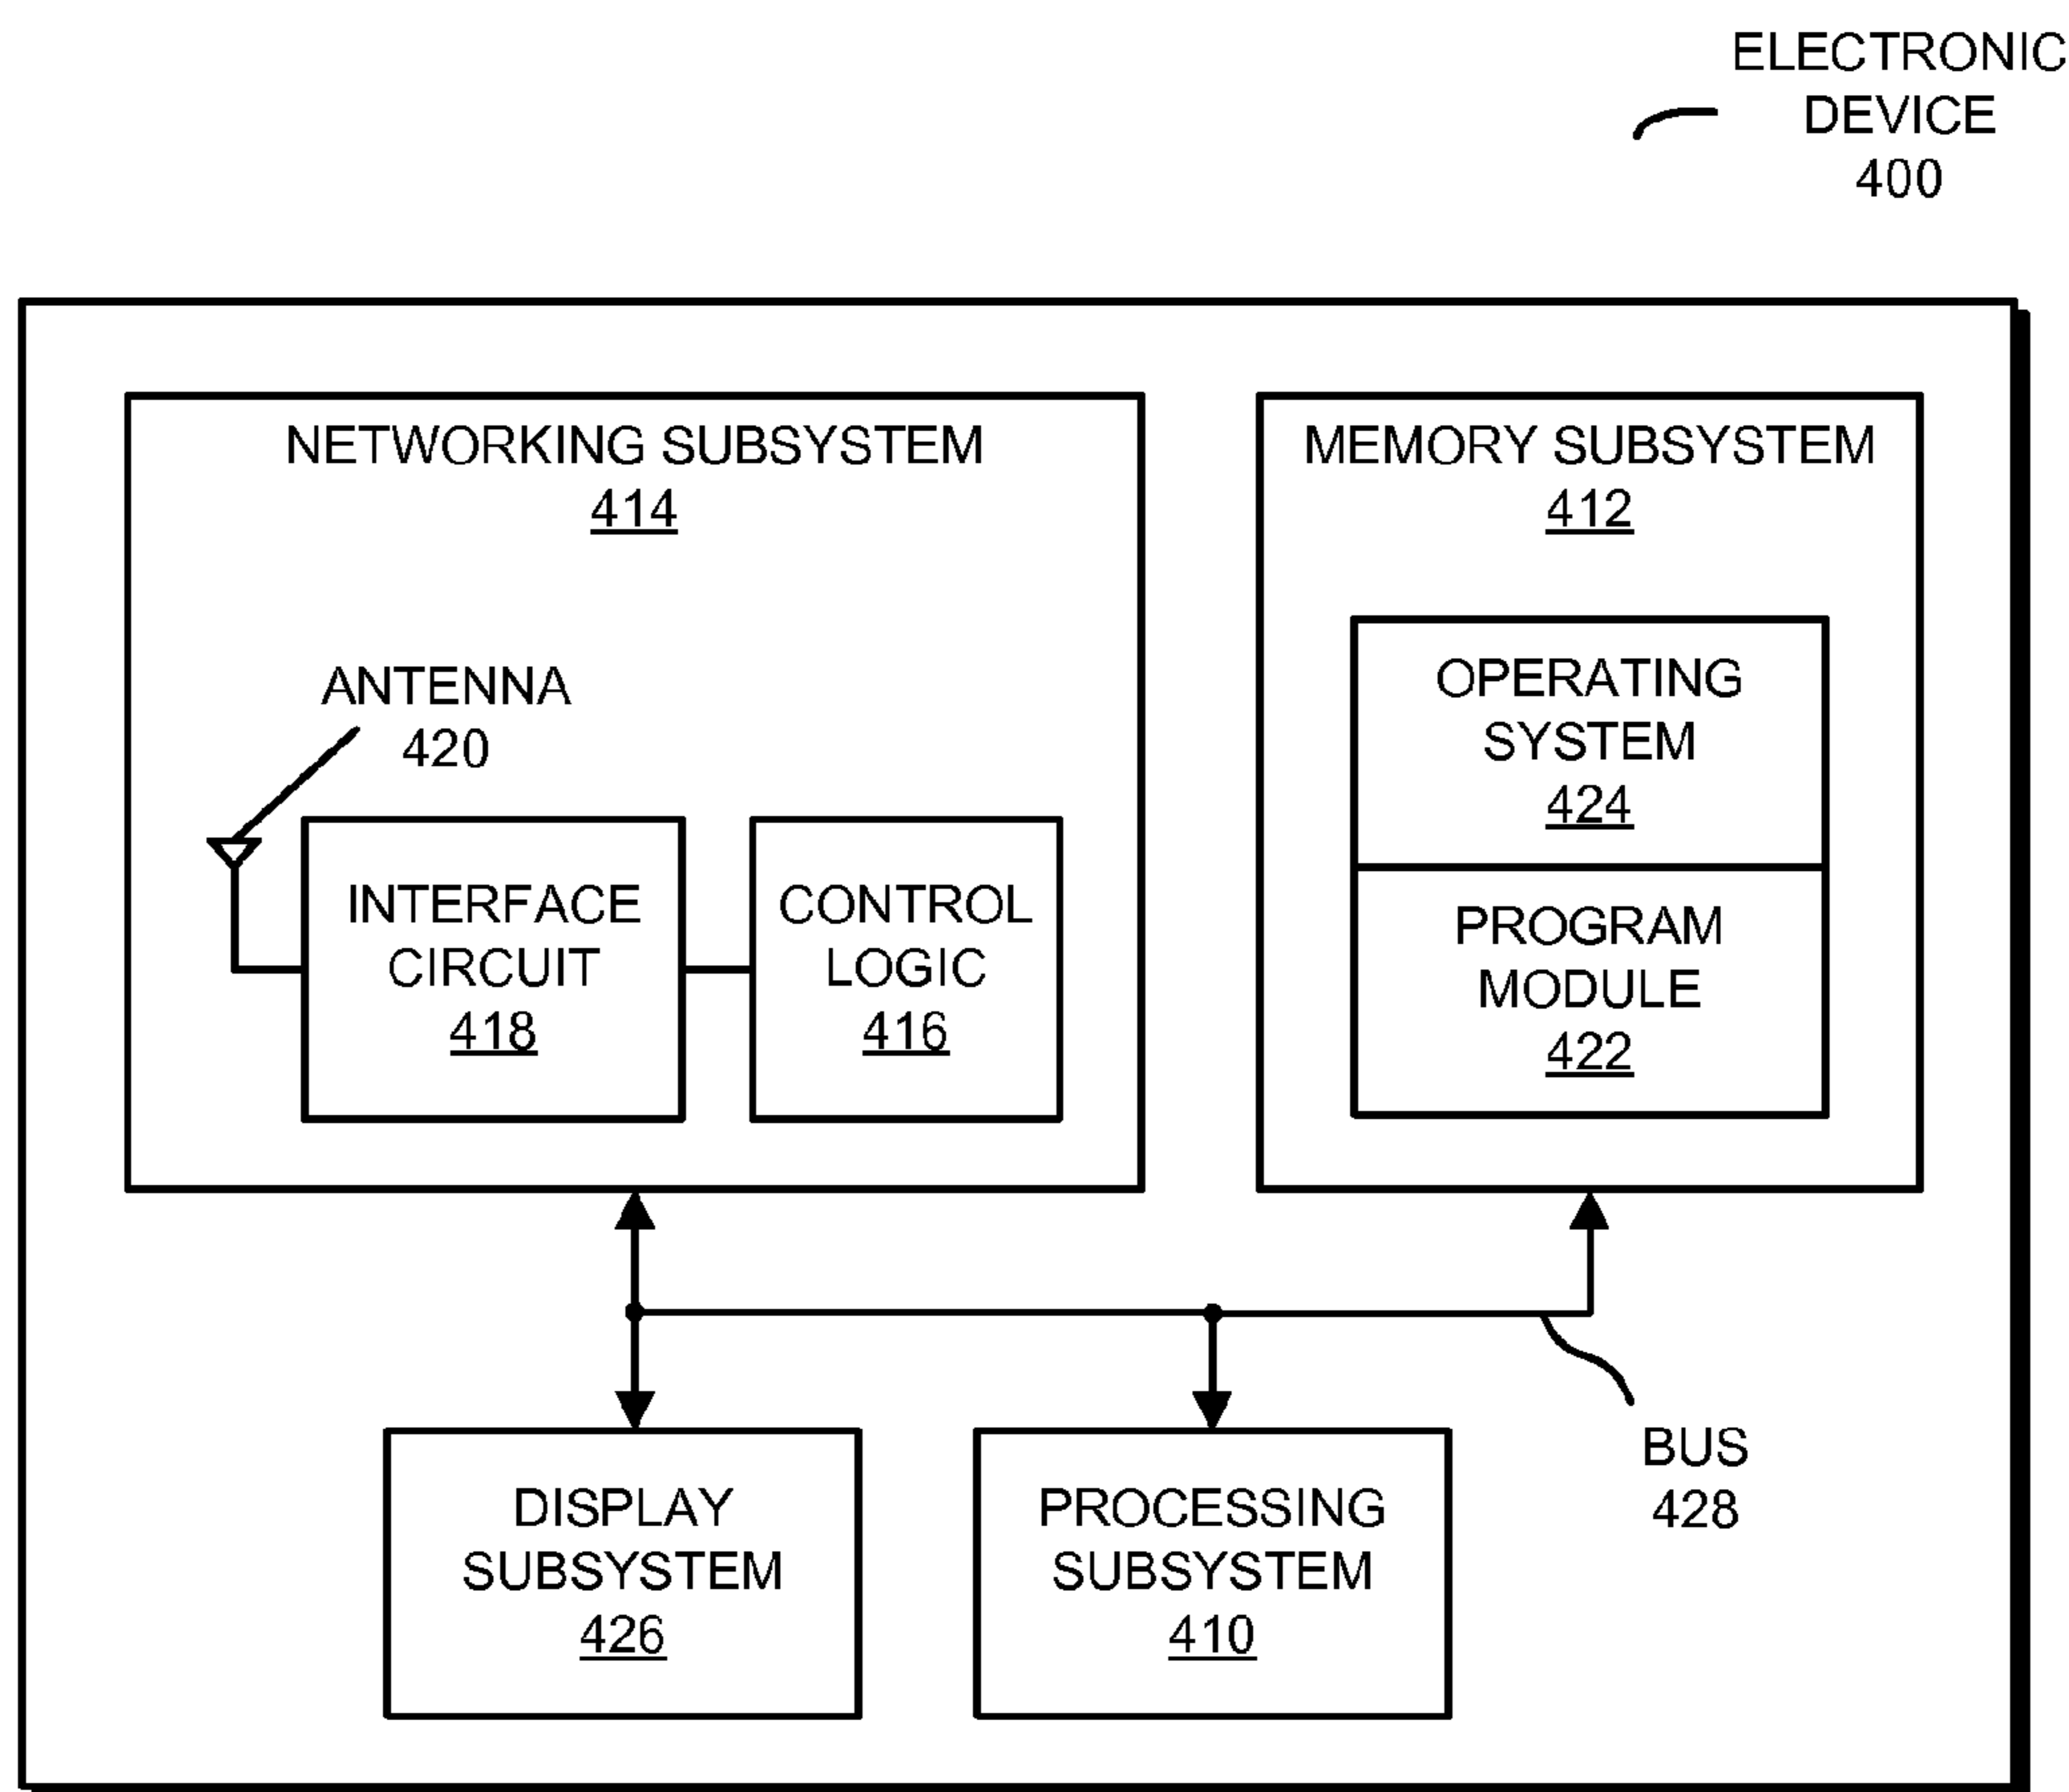 ELECTRONIC
DEVICE
400
NETWORKING SUBSYSTEM
414
MEMORY SUBSYSTEM
412
ANTENNA
420
INTERFACE
CIRCUIT
418
CONTROL
LOGIC
416
OPERATING
SYSTEM
424
PROGRAM
MODULE
422
DISPLAY
SUBSYSTEM
426
PROCESSING
SUBSYSTEM
410
BUS
428